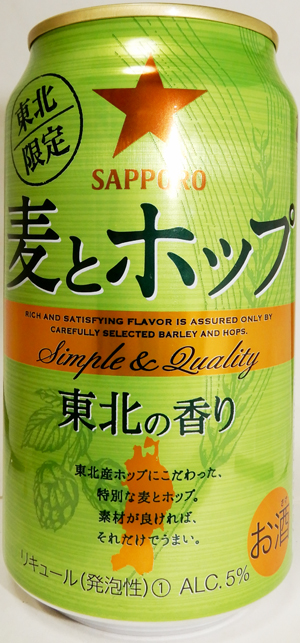 東北
限定
SAPPORO
麦とホップ
RICH AND SATISFYING FLAVOR IS ASSURED ONLY BY
CAREFULLY SELECTED BARLEY AND HOPS.
Simple & Quality
東北の香り
東北産ホップにこだわった、
特別な麦とホップ。
素材が良ければ、
それだけでうまい。
お酒
リキュール(発泡性)① ALC.5%